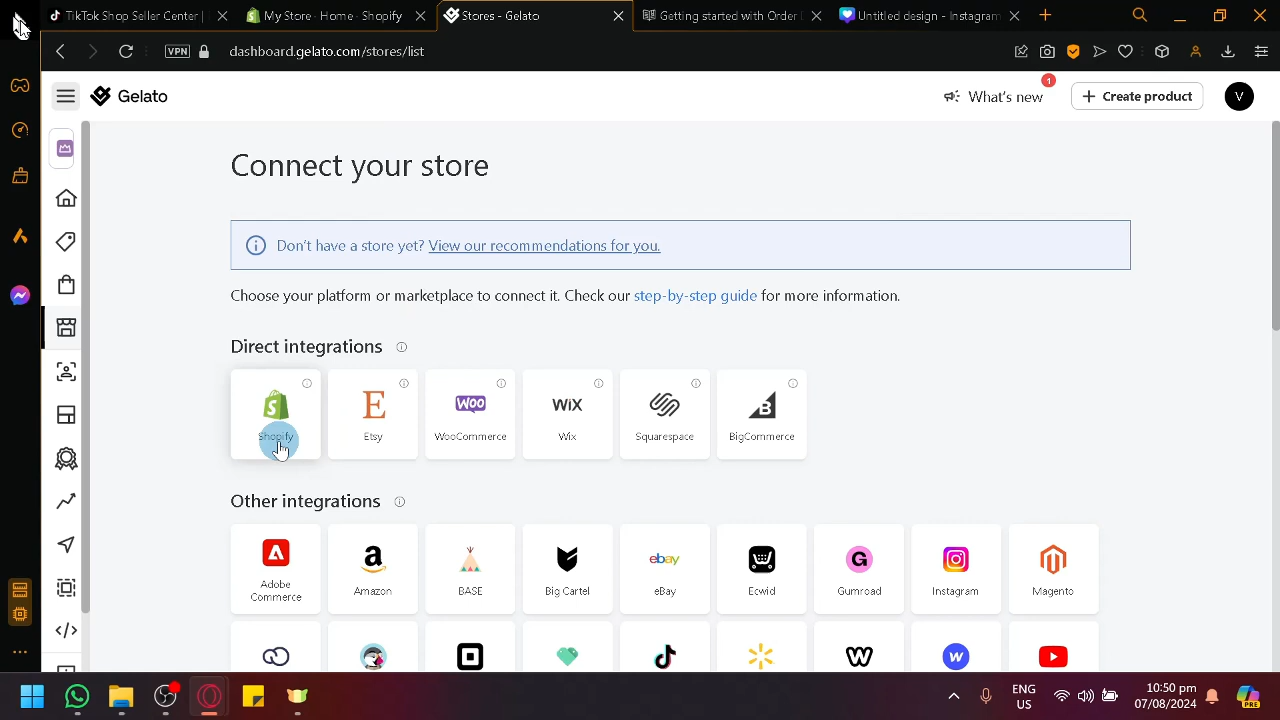 TikTok Shop Seller Center |
My Store - Home · Shopify
Stores - Gelato
Getting started with Order
Untitled design - Instagram
VPN
dashboard.gelato.com/stores/list
Gelato
What's new
1
+ Create product
V
Connect your store
Don't have a store yet? View our recommendations for you.
Choose your platform or marketplace to connect it. Check our step-by-step guide for more information.
Direct integrations
Shopify
Etsy
WOO
WooCommerce
WiX
Wix
Squarespace
BigCommerce
Other integrations
Adobe Commerce
Amazon
BASE
Big Cartel
ebay
eBay
Ecwid
Gumroad
Instagram
Magento
ENG
US
10:50 pm
07/08/2024
PRE